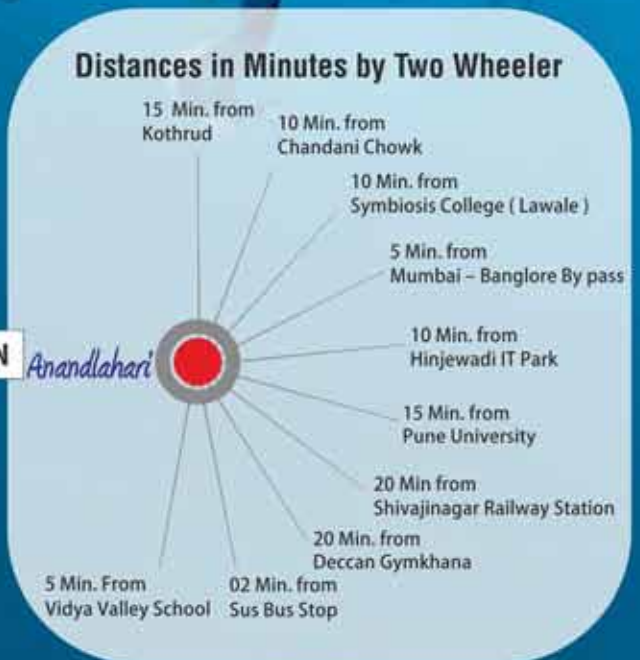 Distances in Minutes by Two Wheeler
15 Min. from
Kothrud
10 Min. from
Chandani Chowk
10 Min. from
Symbiosis College ( Lawale )
5 Min. from
Mumbai – Banglore By pass
N
Anandlahari
10 Min. from
Hinjewadi IT Park
15 Min. from
Pune University
20 Min from
Shivajinagar Railway Station
20 Min. from
Deccan Gymkhana
5 Min. From
Vidya Valley School
02 Min. from
Sus Bus Stop